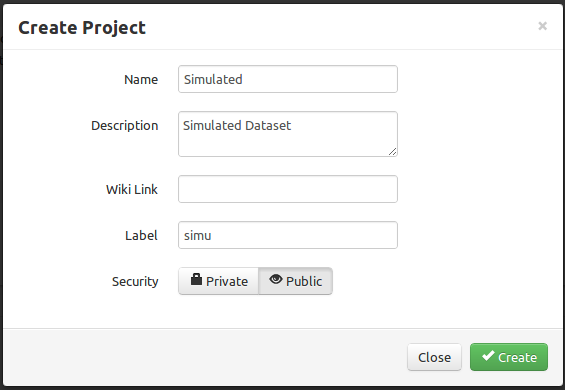 Create Project
×
Name Simulated
Description Simulated Dataset
Wiki Link
Label simu
Security Private Public
Close Create